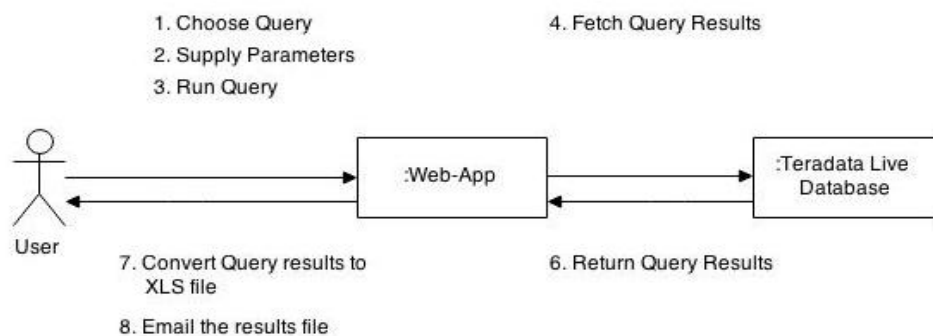 1. Choose Query
2. Supply Parameters
3. Run Query
4. Fetch Query Results
:Web-App
:Teradata Live
Database
User
7. Convert Query results to
XLS file
8. Email the results file
6. Return Query Results